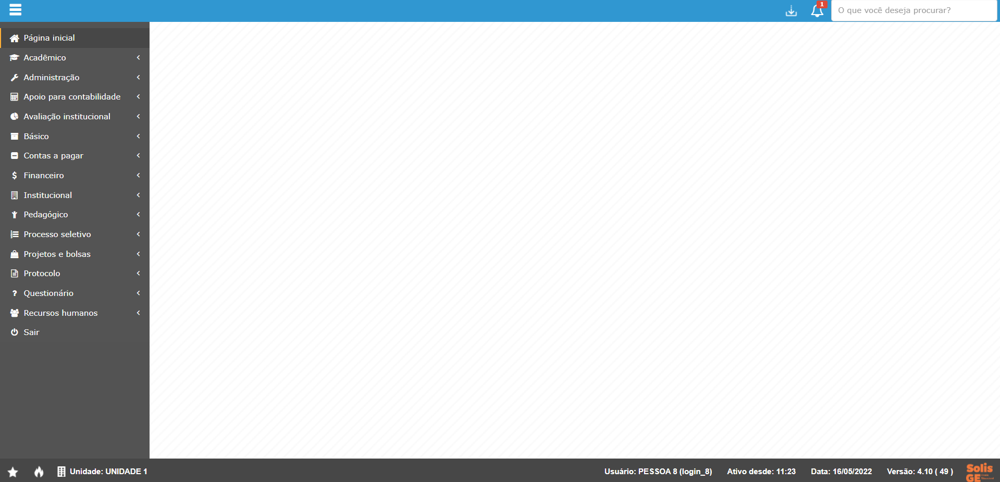 1
O que você deseja procurar?
Página inicial
Acadêmico
Administração
Apoio para contabilidade
Avaliação institucional
Básico
Contas a pagar
Financeiro
Institucional
Pedagógico
Processo seletivo
Projetos e bolsas
Protocolo
Questionário
Recursos humanos
Sair
Unidade: UNIDADE 1
Usuário: PESSOA 8 (login_8)
Ativo desde: 11:23
Data: 16/05/2022
Versão: 4.10 ( 49 )
Solis
GE